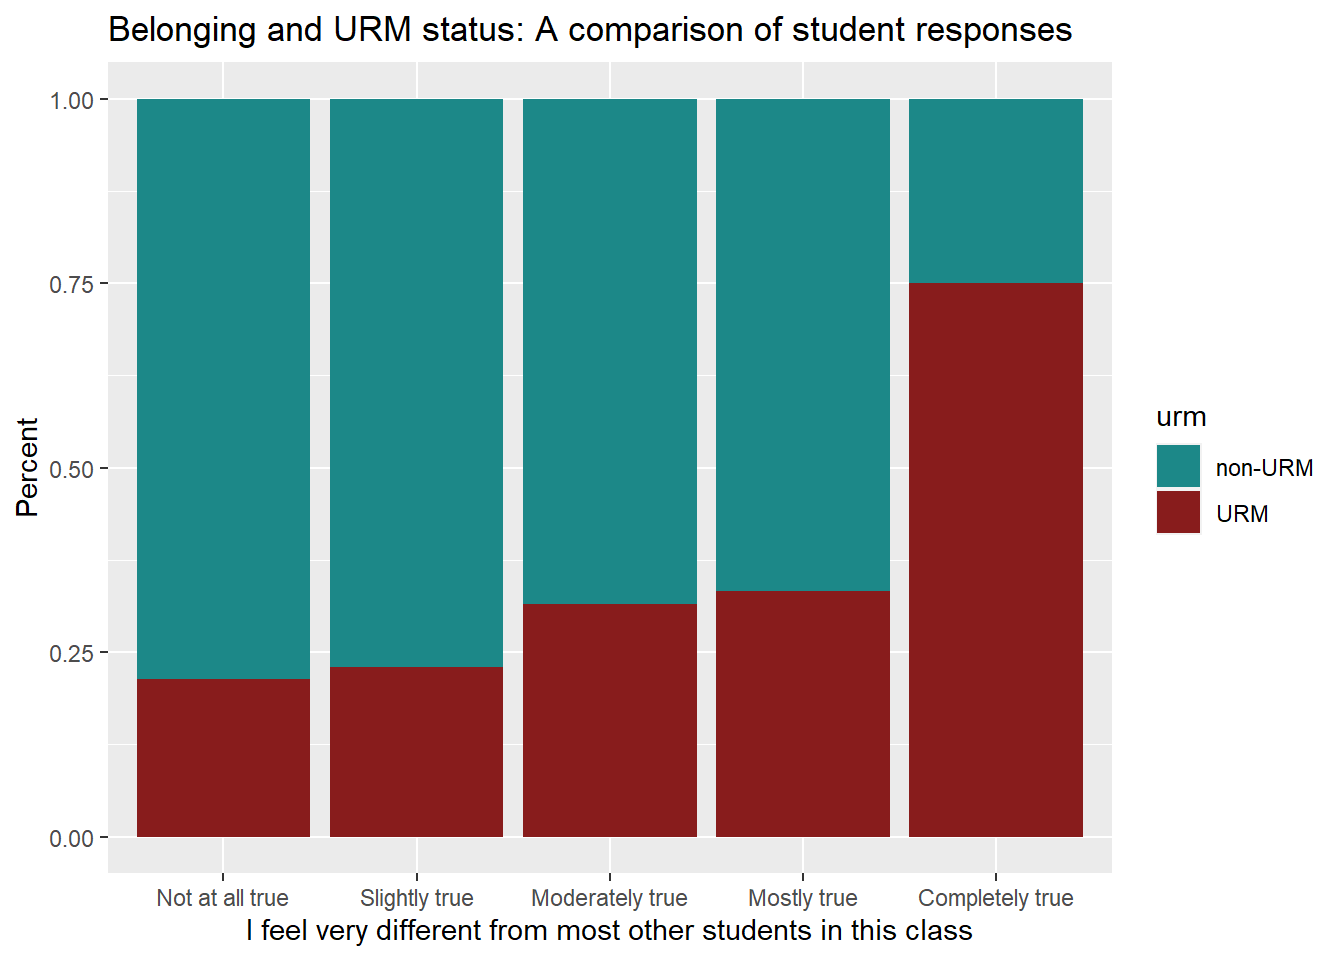 Belonging and URM status: A comparison of student responses
1.00
0.75
0.50
0.25
0.00
Percent
Not at all true
Slightly true
Moderately true
Mostly true
Completely true
I feel very different from most other students in this class
urm
non-URM
URM